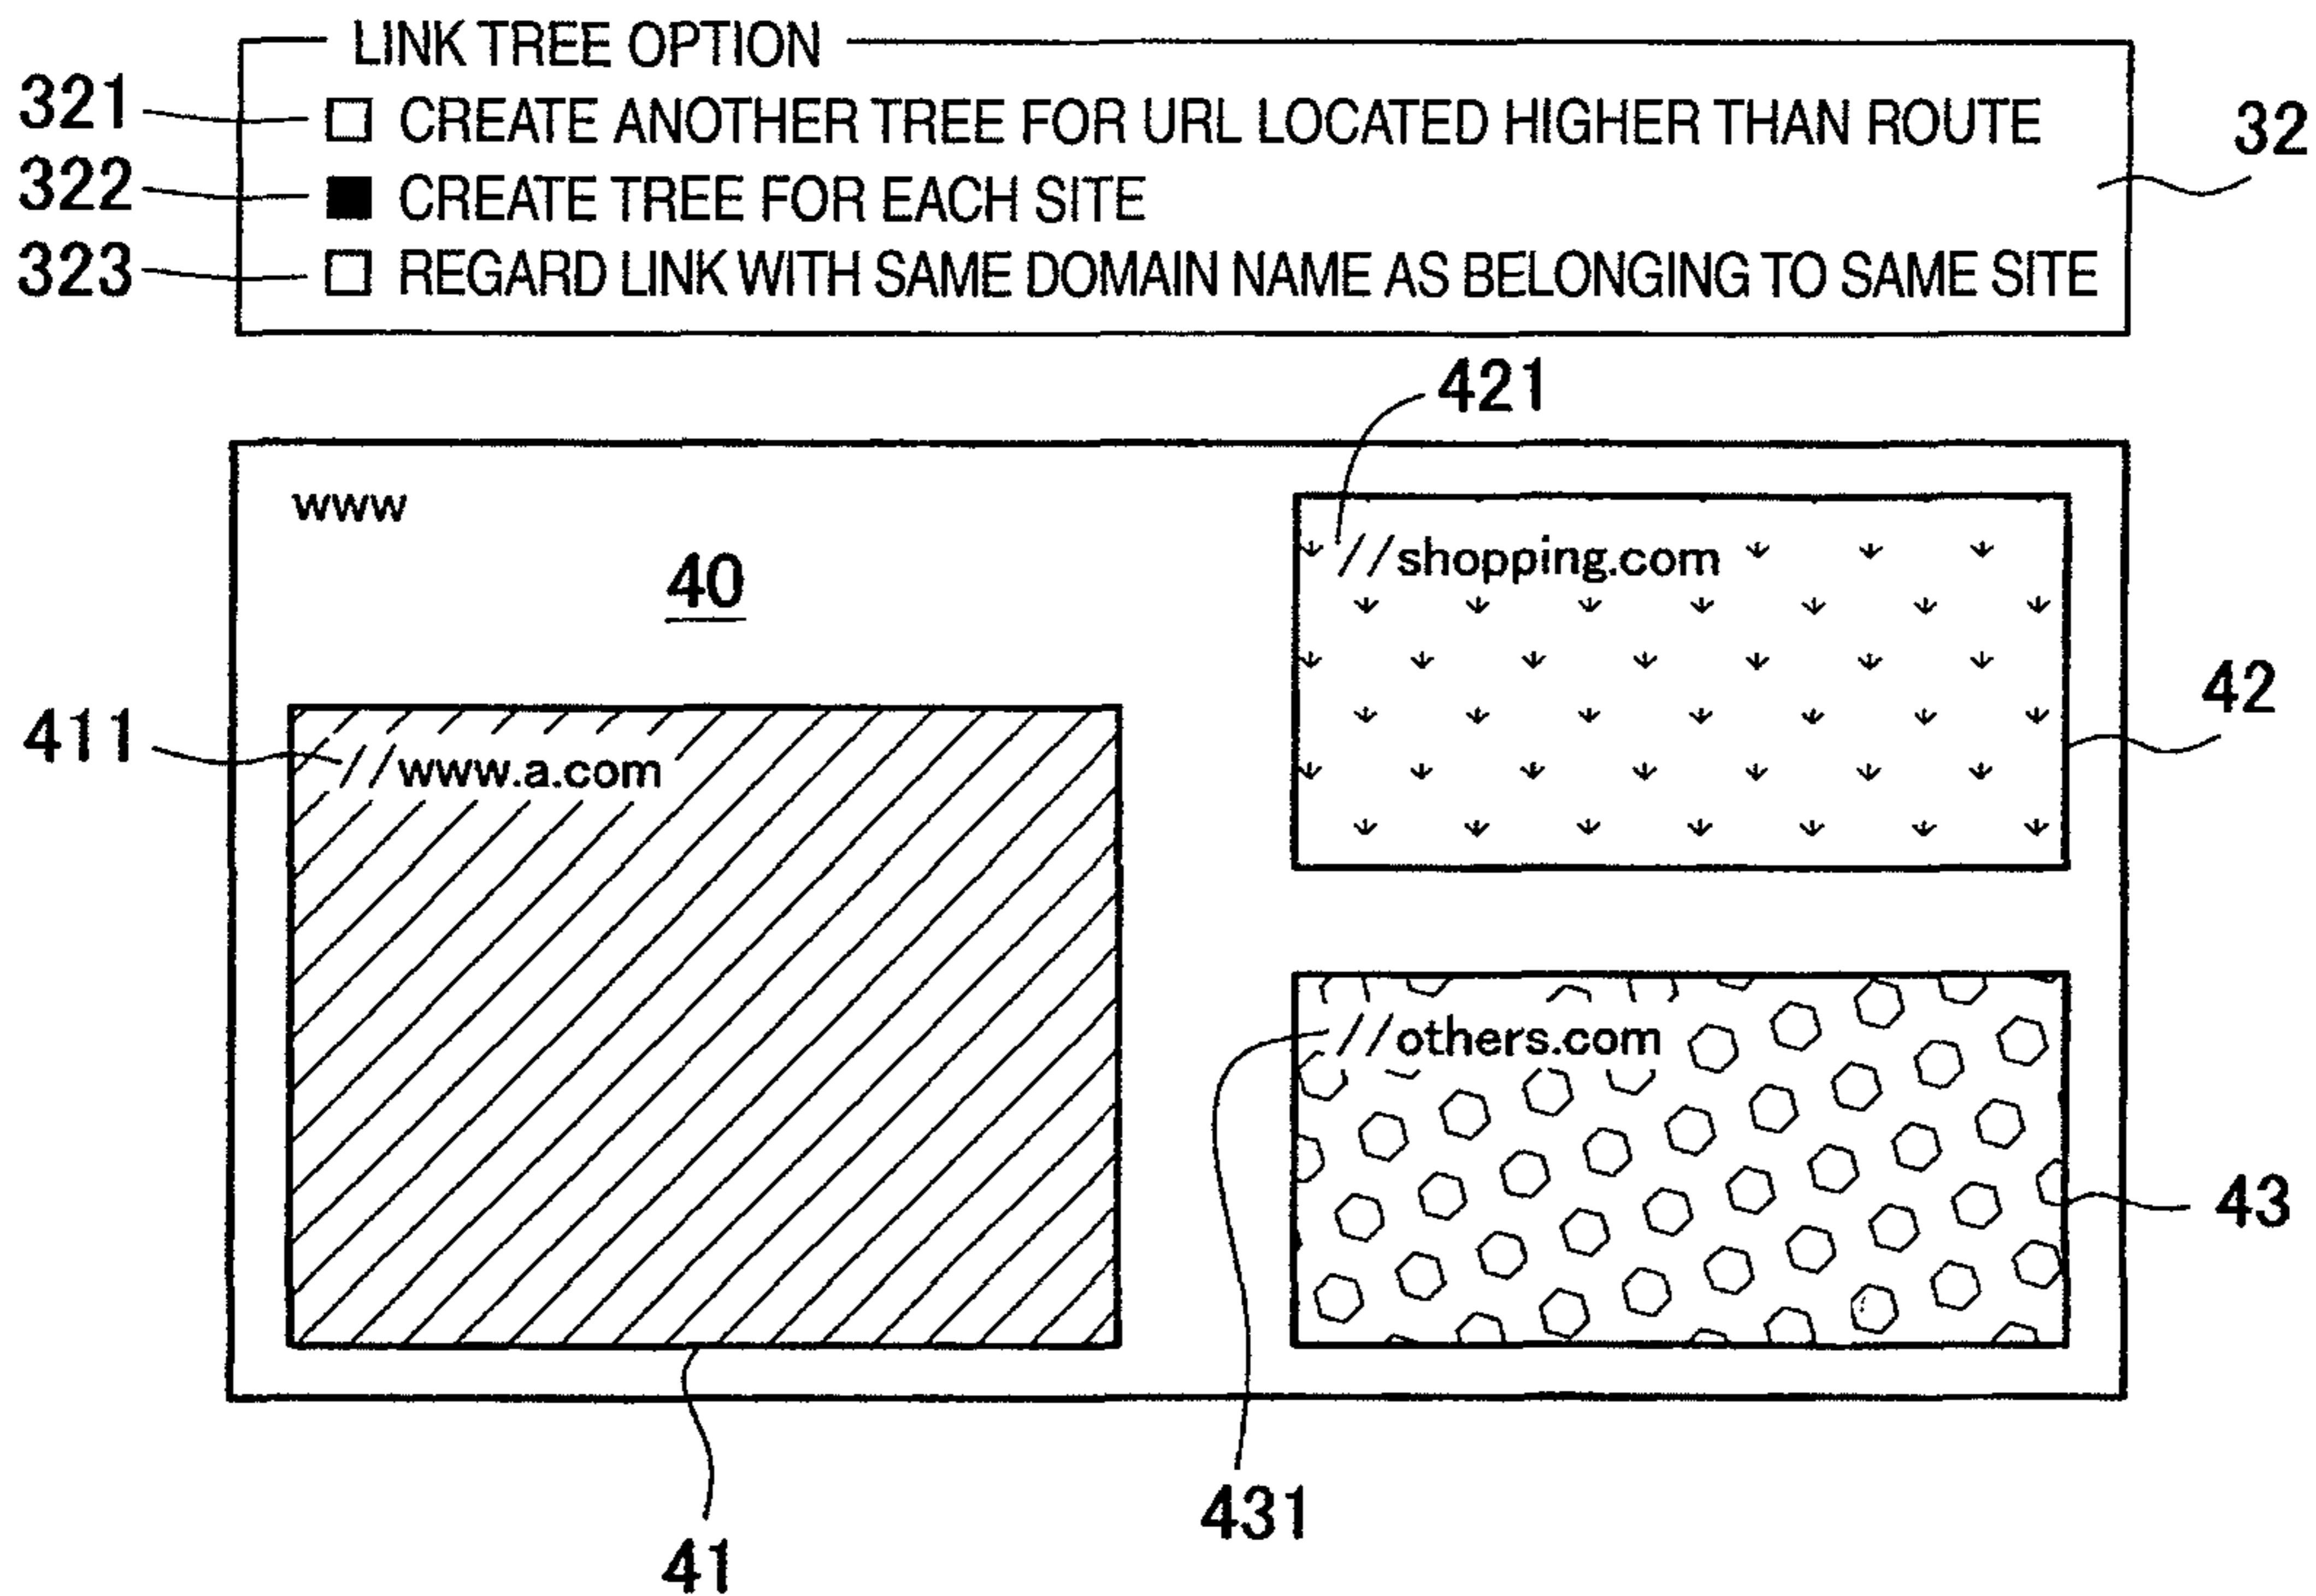 LINK TREE OPTION
321 CREATE ANOTHER TREE FOR URL LOCATED HIGHER THAN ROUTE 32
322 CREATE TREE FOR EACH SITE
323 REGARD LINK WITH SAME DOMAIN NAME AS BELONGING TO SAME SITE
421
www
40
//shopping.com
42
411
//www.a.com
//others.com
43
431
41